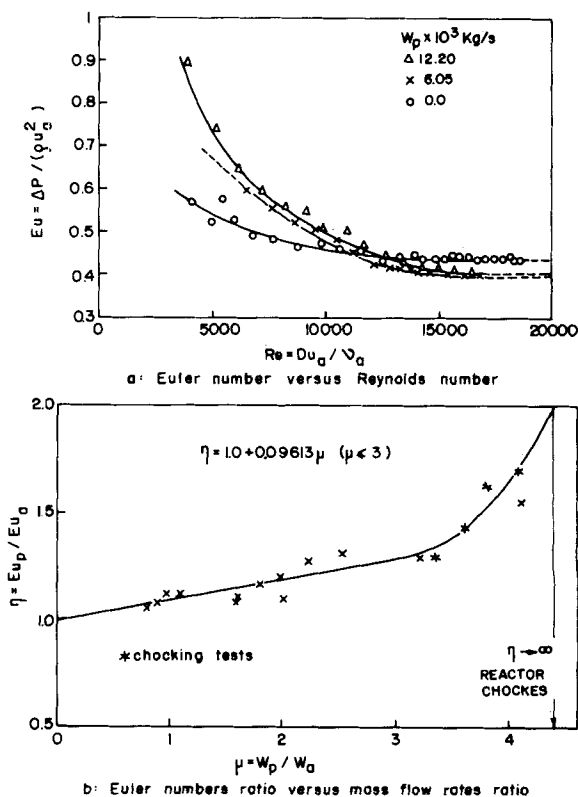 Wp x 10³ Kg/s
△ 12.20
× 6.05
○ 0.0
Eu = ΔP / (ϱu²a)
1
0.9
0.8
0.7
0.6
0.5
0.4
0.3
0 5000 10000 15000 20000
Re = Dua / νa
a: Euler number versus Reynolds number
2.0
1.5
1.0
0.5
η = 1.0 + 0.09613 μ (μ ⩽ 3)
η = Eup / Eua
* chocking tests
η → ∞
REACTOR
CHOCKES
0 1 2 3 4
μ = Wp / Wa
b: Euler numbers ratio versus mass flow rates ratio